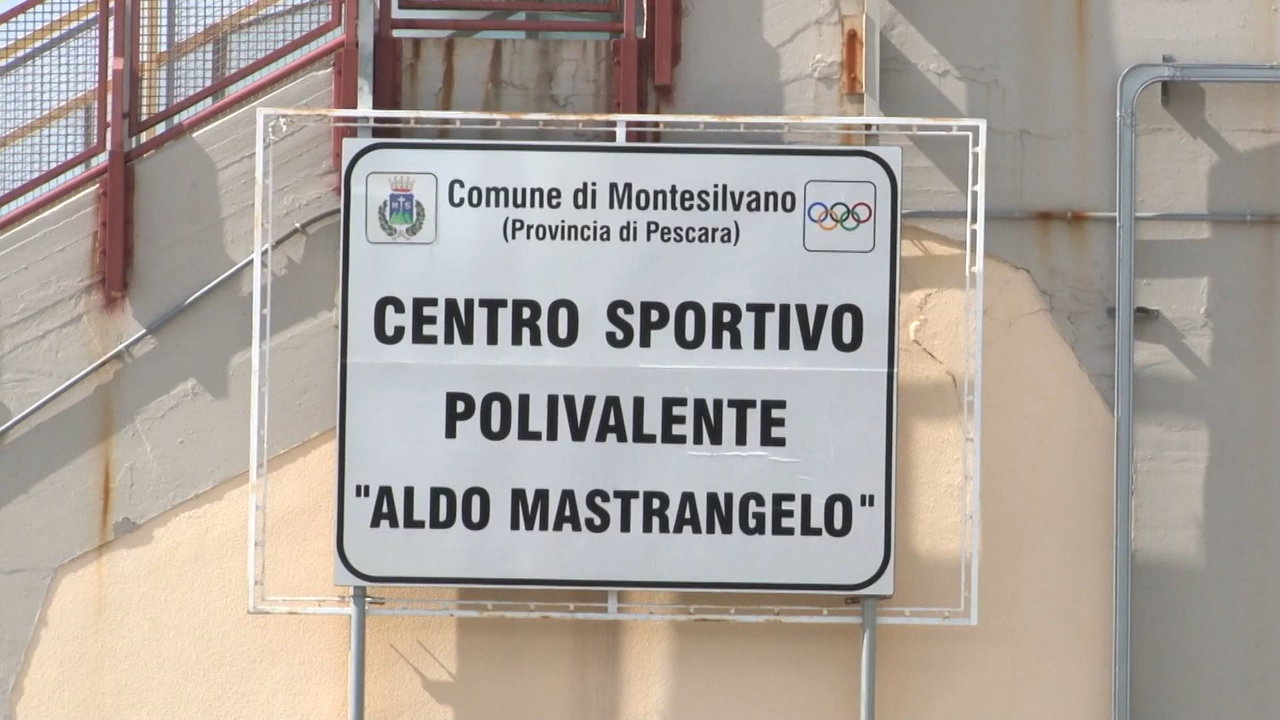 Comune di Montesilvano
(Provincia di Pescara)
CENTRO SPORTIVO
POLIVALENTE
"ALDO MASTRANGELO"